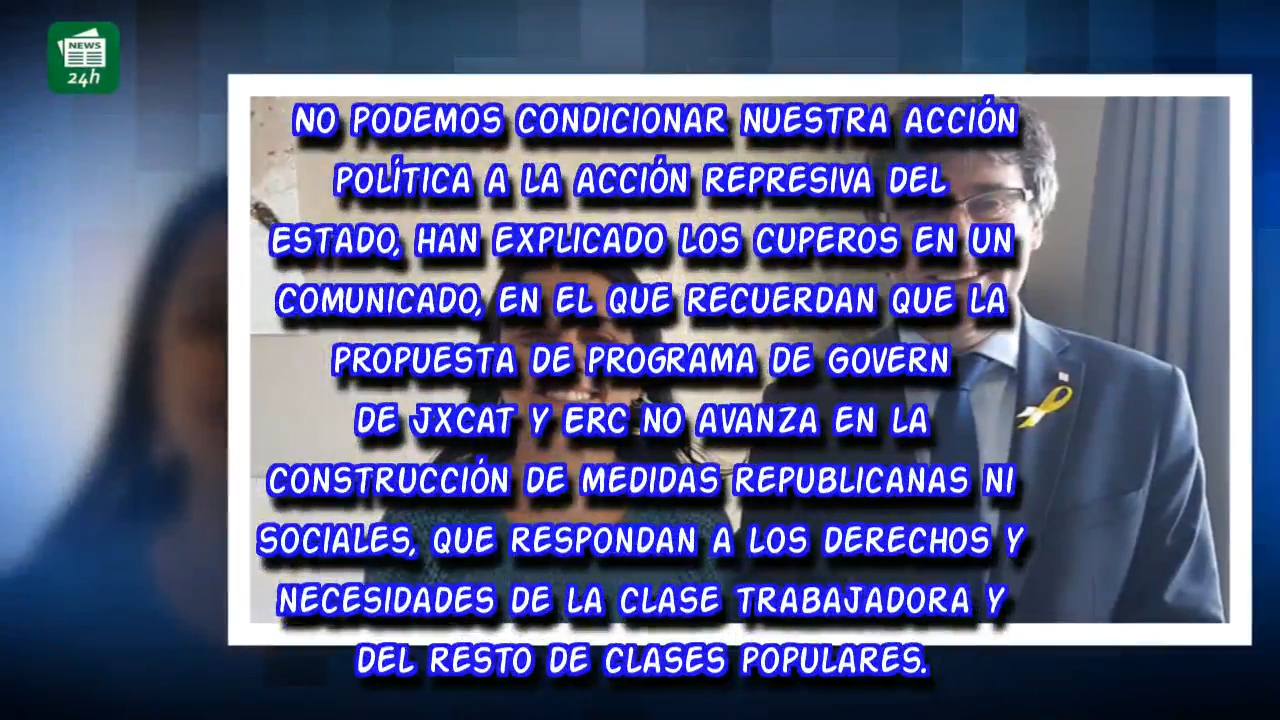 NEWS
24h
NO PODEMOS CONDICIONAR NUESTRA ACCIÓN
POLÍTICA A LA ACCIÓN REPRESIVA DEL
ESTADO, HAN EXPLICADO LOS CUPEROS EN UN
COMUNICADO, EN EL QUE RECUERDAN QUE LA
PROPUESTA DE PROGRAMA DE GOVERN
DE JXCAT Y ERC NO AVANZA EN LA
CONSTRUCCIÓN DE MEDIDAS REPUBLICANAS NI
SOCIALES, QUE RESPONDAN A LOS DERECHOS Y
NECESIDADES DE LA CLASE TRABAJADORA Y
DEL RESTO DE CLASES POPULARES.